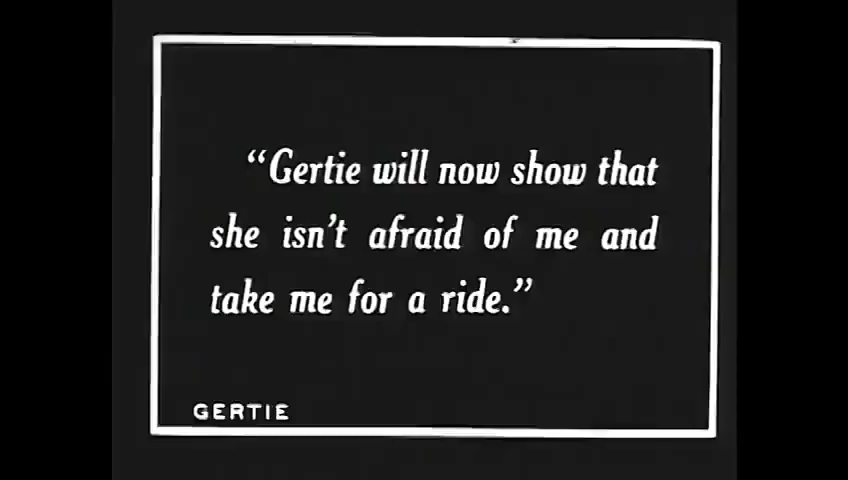 “Gertie will now show that
she isn’t afraid of me and
take me for a ride.”
GERTIE